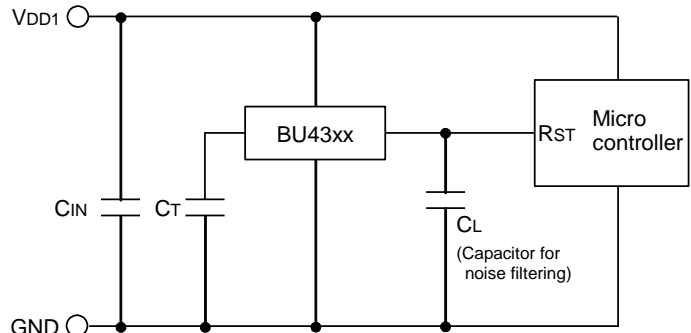 VDD1
BU43xx
RST
Micro
controller
CIN
CT
CL
(Capacitor for
noise filtering)
GND